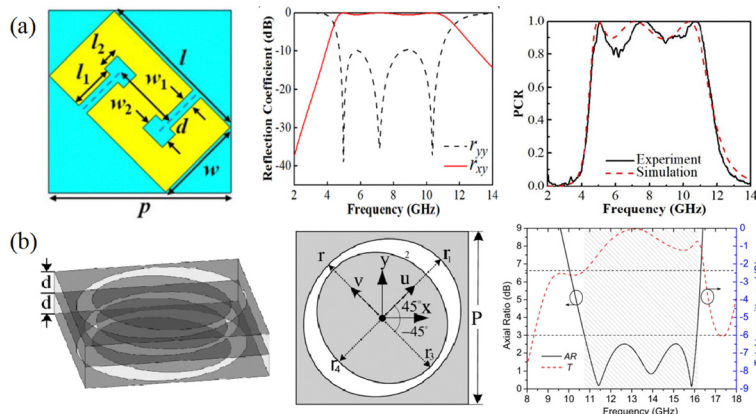 (a)
l
l2
l1
w1
w2
d
w
p
Reflection Coefficient (dB)
0
-10
-20
-30
-40
ryy
rxy
2 4 6 8 10 12 14
Frequency (GHz)
PCR
1.0
0.8
0.6
0.4
0.2
0.0
Experiment
Simulation
2 4 6 8 10 12 14
Frequency (GHz)
(b)
d
d
r
y
2
r1
v
u
x
45°
-45°
r4
r3
P
Axial Ratio (dB)
9
8
7
6
5
4
3
2
1
0
AR
T
8 9 10 11 12 13 14 15 16 17 18
Frequency (GHz)
0
-1
-2
-3
-4
-5
-6
-7
-8
-9